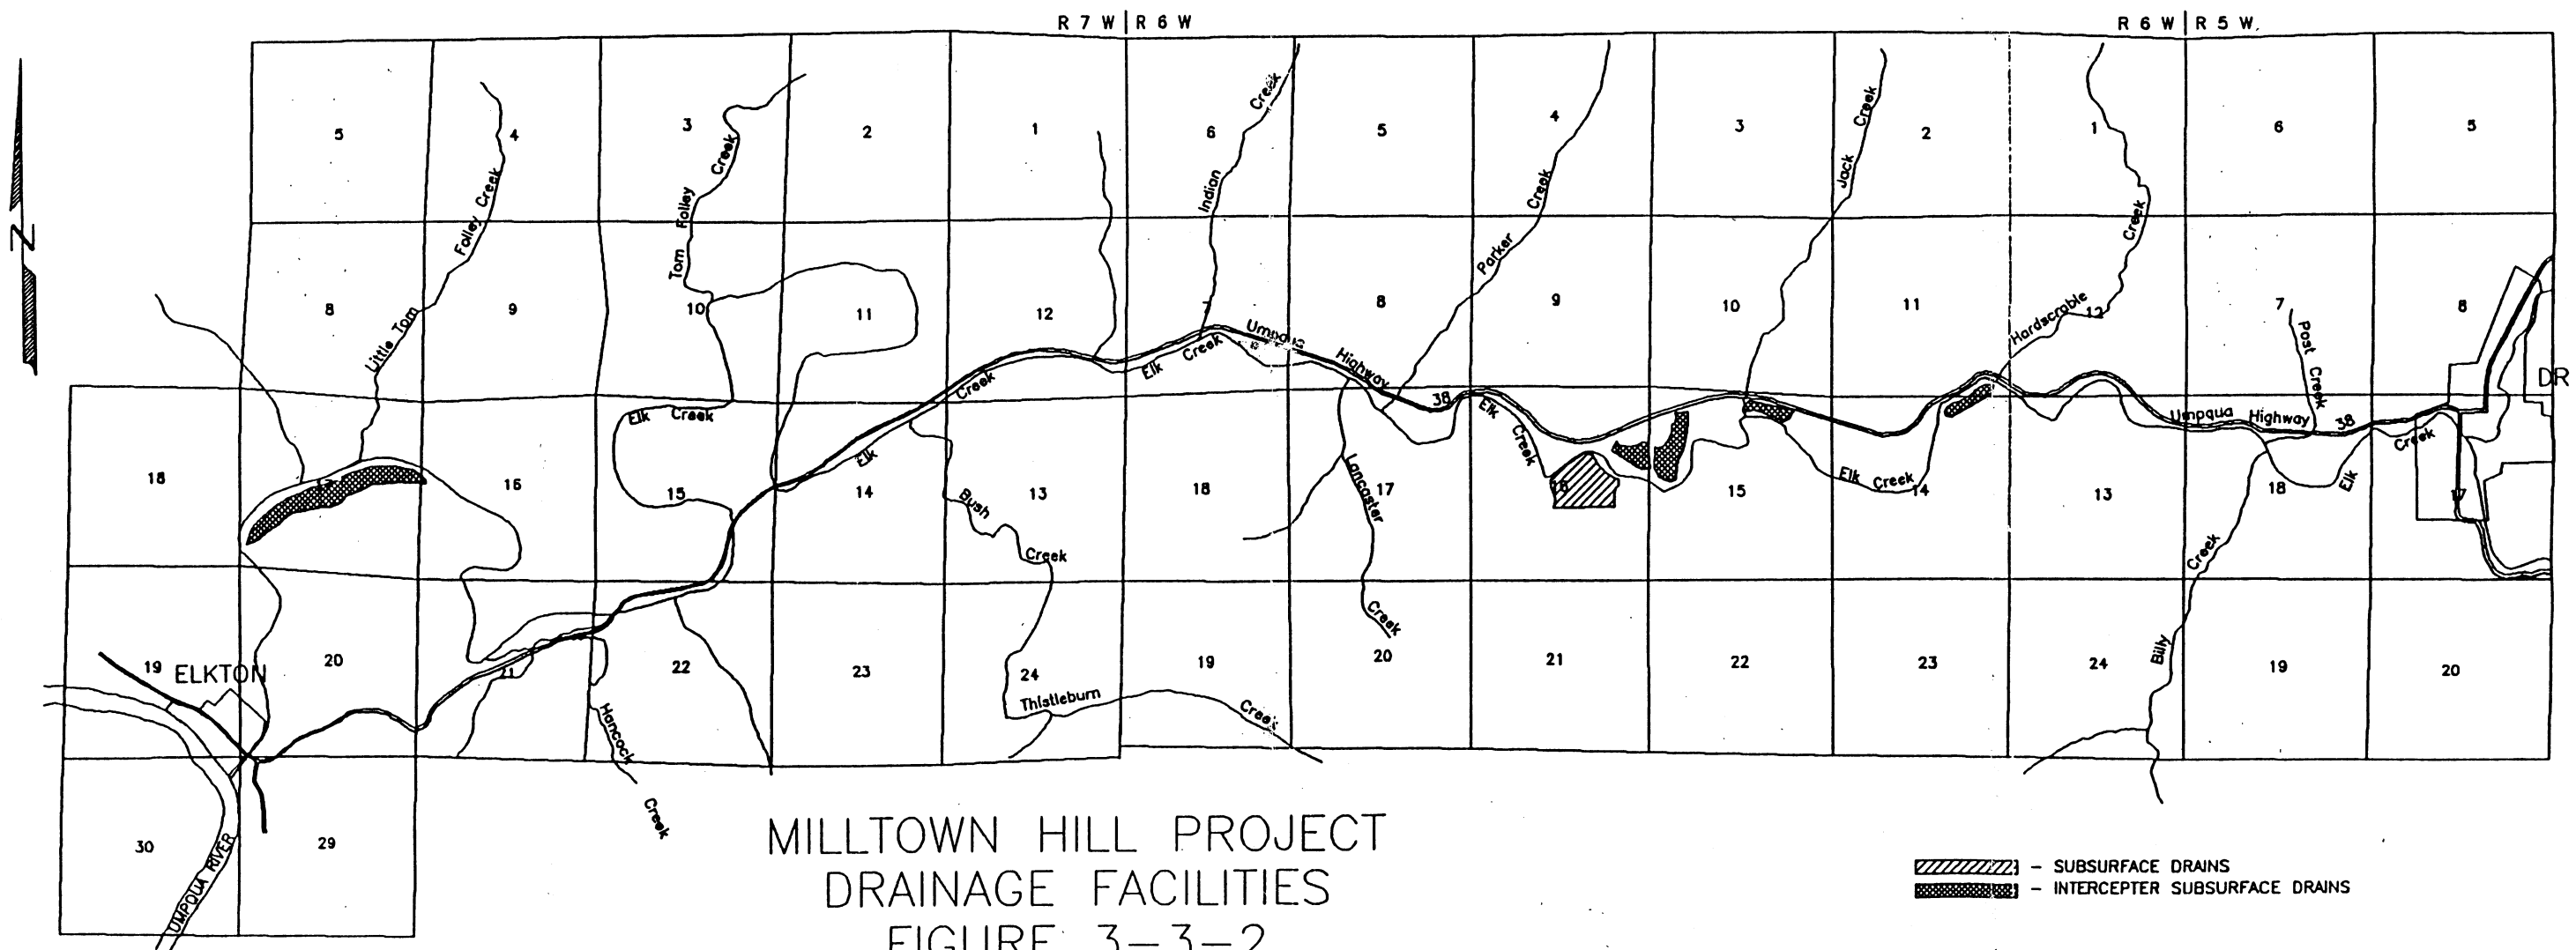 R 7 W | R 6 W
R 6 W | R 5 W.
N
5
4
3
2
1
6
5
4
3
2
1
6
5
Little Tom Folley Creek
Tom Folley Creek
Indian Creek
Parker Creek
Jack Creek
Hardscrable Creek
Post Creek
8
9
10
11
12
7
8
9
10
11
12
7
8
Umpqua Highway 38
Elk Creek
Elk Creek
Elk Creek
Elk Creek
Elk Creek
Umpqua Highway 38
Elk Creek
DR
18
17
16
15
14
13
18
17
16
15
14
13
18
17
Bush Creek
Lancaster Creek
Billy Creek
19
20
21
22
23
24
19
20
21
22
23
24
19
20
ELKTON
Hancock Creek
Thistleburn Creek
30
29
UMPQUA RIVER
MILLTOWN HILL PROJECT
DRAINAGE FACILITIES
FIGURE 3-3-2
- SUBSURFACE DRAINS
- INTERCEPTER SUBSURFACE DRAINS